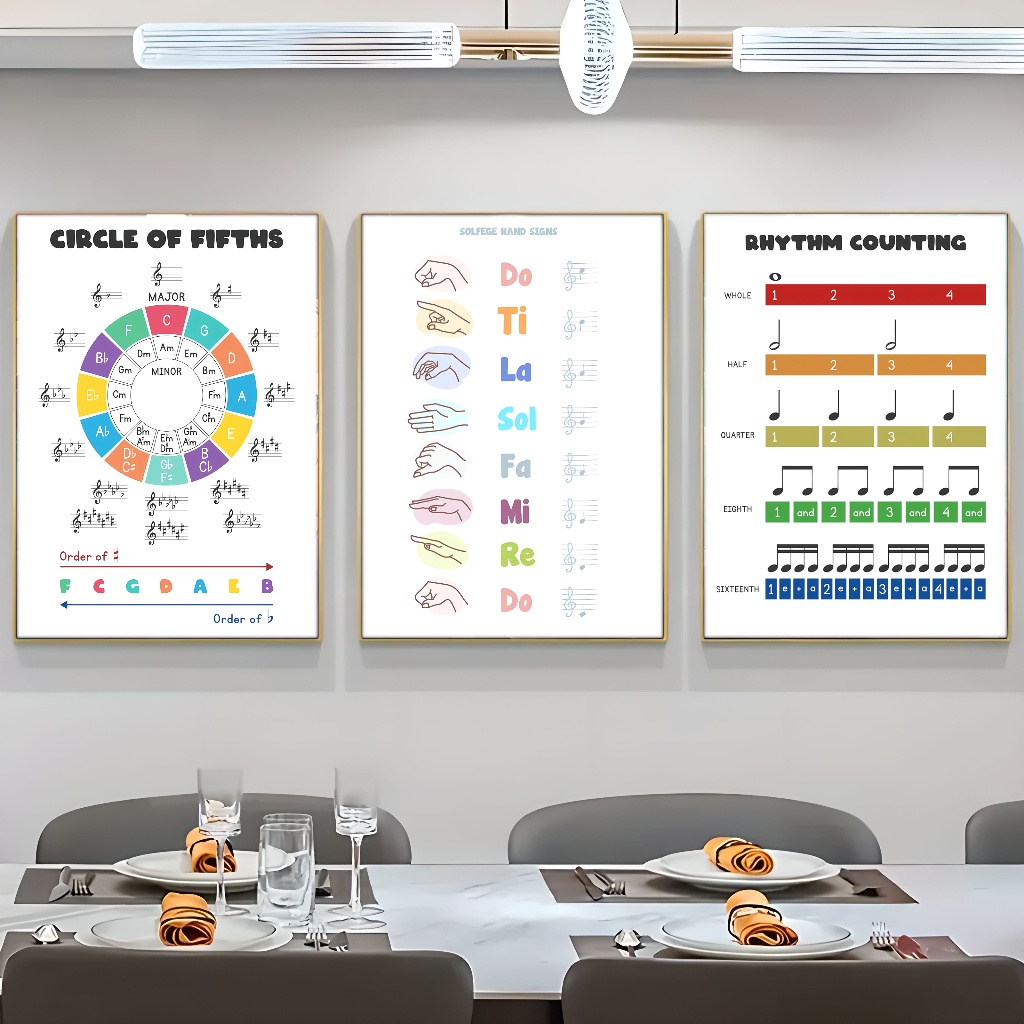 CIRCLE OF FIFTHS
MAJOR
C
G
D
A
E
B
C♭
G♭
F♯
D♭
C♯
A♭
E♭
B♭
F
Am
Em
Bm
F♯m
C♯m
G♯m
A♭m
E♭m
D♯m
B♭m
A♯m
Fm
Cm
Gm
Dm
MINOR
Order of ♯
F C G D A E B
Order of ♭
SOLFEGE HAND SIGNS
Do
Ti
La
Sol
Fa
Mi
Re
Do
RHYTHM COUNTING
WHOLE 1 2 3 4
HALF 1 2 3 4
QUARTER 1 2 3 4
EIGHTH 1 and 2 and 3 and 4 and
SIXTEENTH 1 e + a 2 e + a 3 e + a 4 e + a